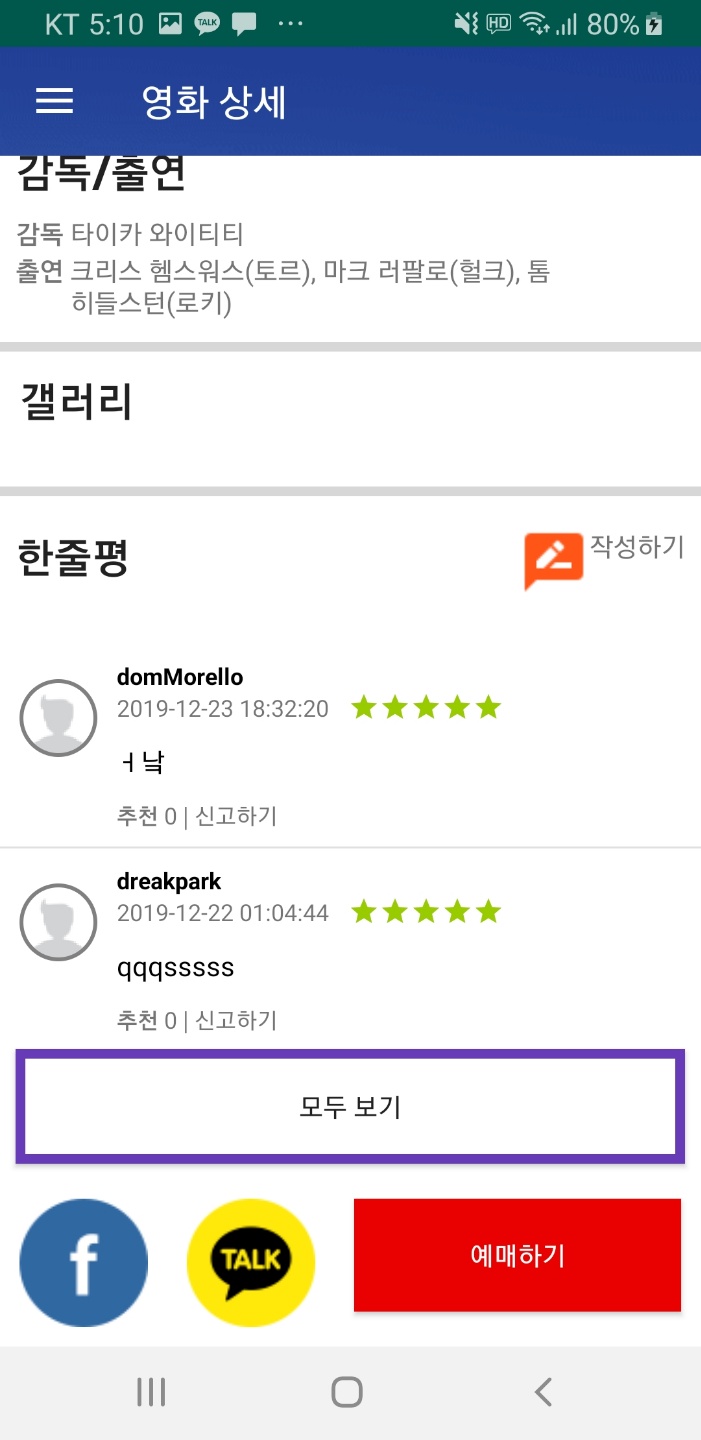 KT 5:10 TALK ... HD 80%
영화 상세
감독/출연
감독 타이카 와이티티
출연 크리스 헴스워스(토르), 마크 러팔로(헐크), 톰
히들스턴(로키)
갤러리
한줄평
작성하기
domMorello
2019-12-23 18:32:20
ㅓ냨
추천 0 | 신고하기
dreakpark
2019-12-22 01:04:44
qqqsssss
추천 0 | 신고하기
모두 보기
f
TALK
예매하기